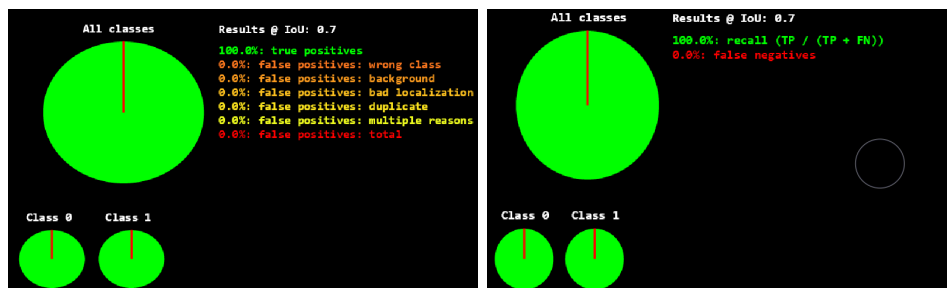 All classes
Results @ IoU: 0.7
100.0%: true positives
0.0%: false positives: wrong class
0.0%: false positives: background
0.0%: false positives: bad localization
0.0%: false positives: duplicate
0.0%: false positives: multiple reasons
0.0%: false positives: total
Class 0
Class 1
All classes
Results @ IoU: 0.7
100.0%: recall (TP / (TP + FN))
0.0%: false negatives
Class 0
Class 1